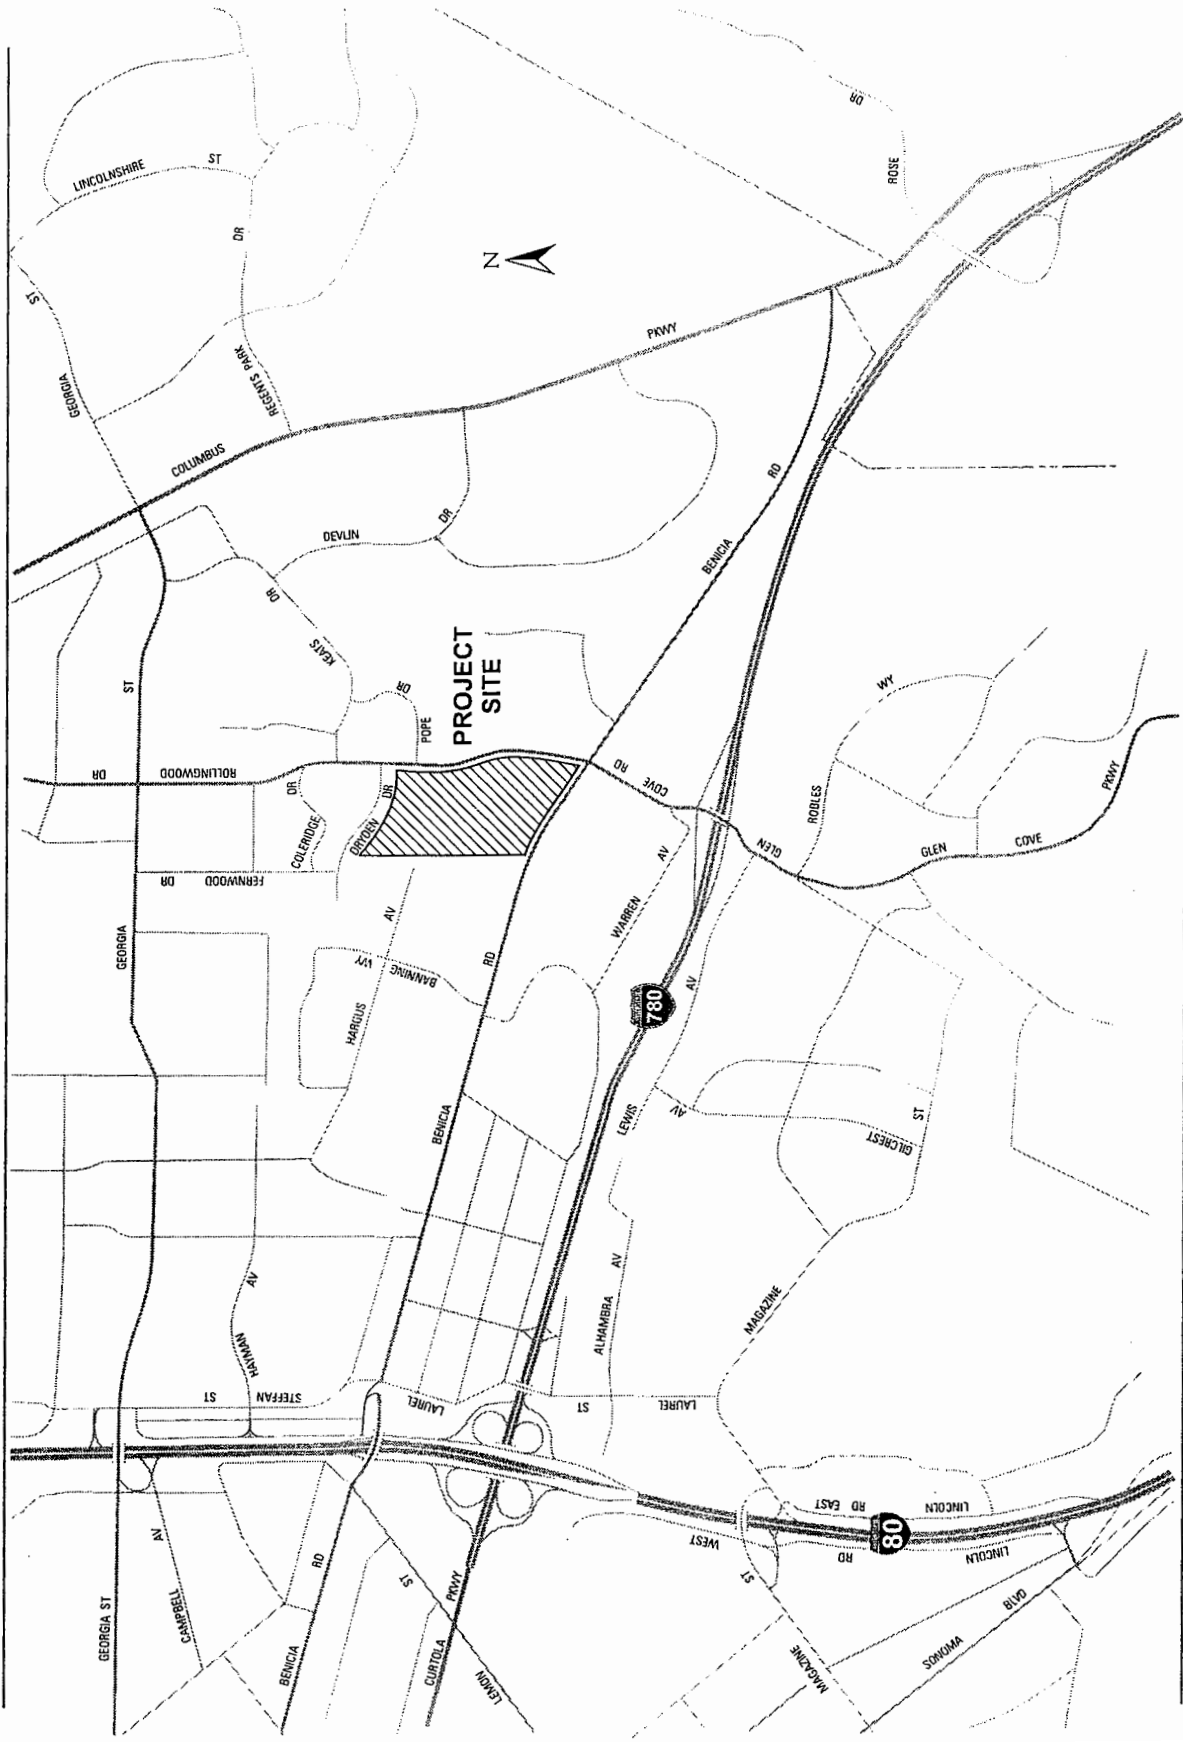 LINCOLNSHIRE
ST
DR
ROSE
DR
N
GEORGIA
ST
REGENTS PARK
DR
COLUMBUS
PKWY
DEVLIN
DR
BENICIA
RD
KEATS
DR
PROJECT
SITE
POPE
DR
ROLLINGWOOD
DR
ST
GEORGIA
COLERIDGE
DR
DRYDEN
DR
FERNWOOD
DR
GLEN
COVE
RD
ROBLES
WY
GLEN
COVE
PKWY
WARREN
AV
HARGUS
AV
BANNING
WY
BENICIA
RD
780
LEWIS
AV
AV
GILCREST
ST
HAYMAN
AV
STEFFAN
ST
LAUREL
LAUREL
ST
ALHAMBRA
AV
MAGAZINE
GEORGIA ST
CAMPBELL
AV
BENICIA
RD
CURTOLA
PKWY
LEMON
ST
WEST
80
LINCOLN
RD EAST
LINCOLN
RD
MAGAZINE
ST
SONOMA
BLVD